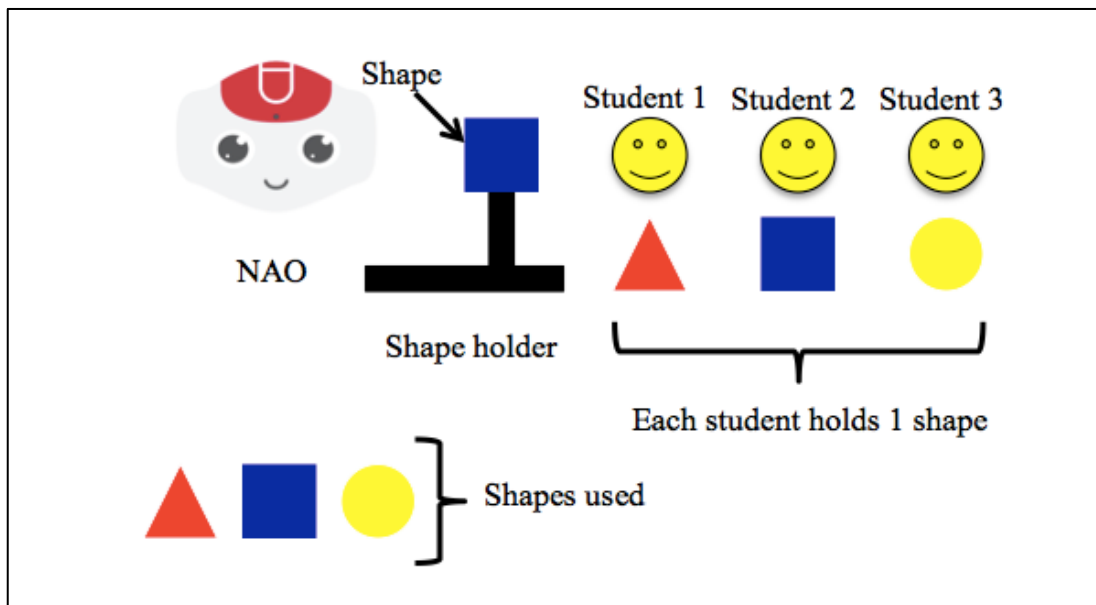 Shape
Student 1 Student 2 Student 3
NAO
Shape holder
Each student holds 1 shape
Shapes used